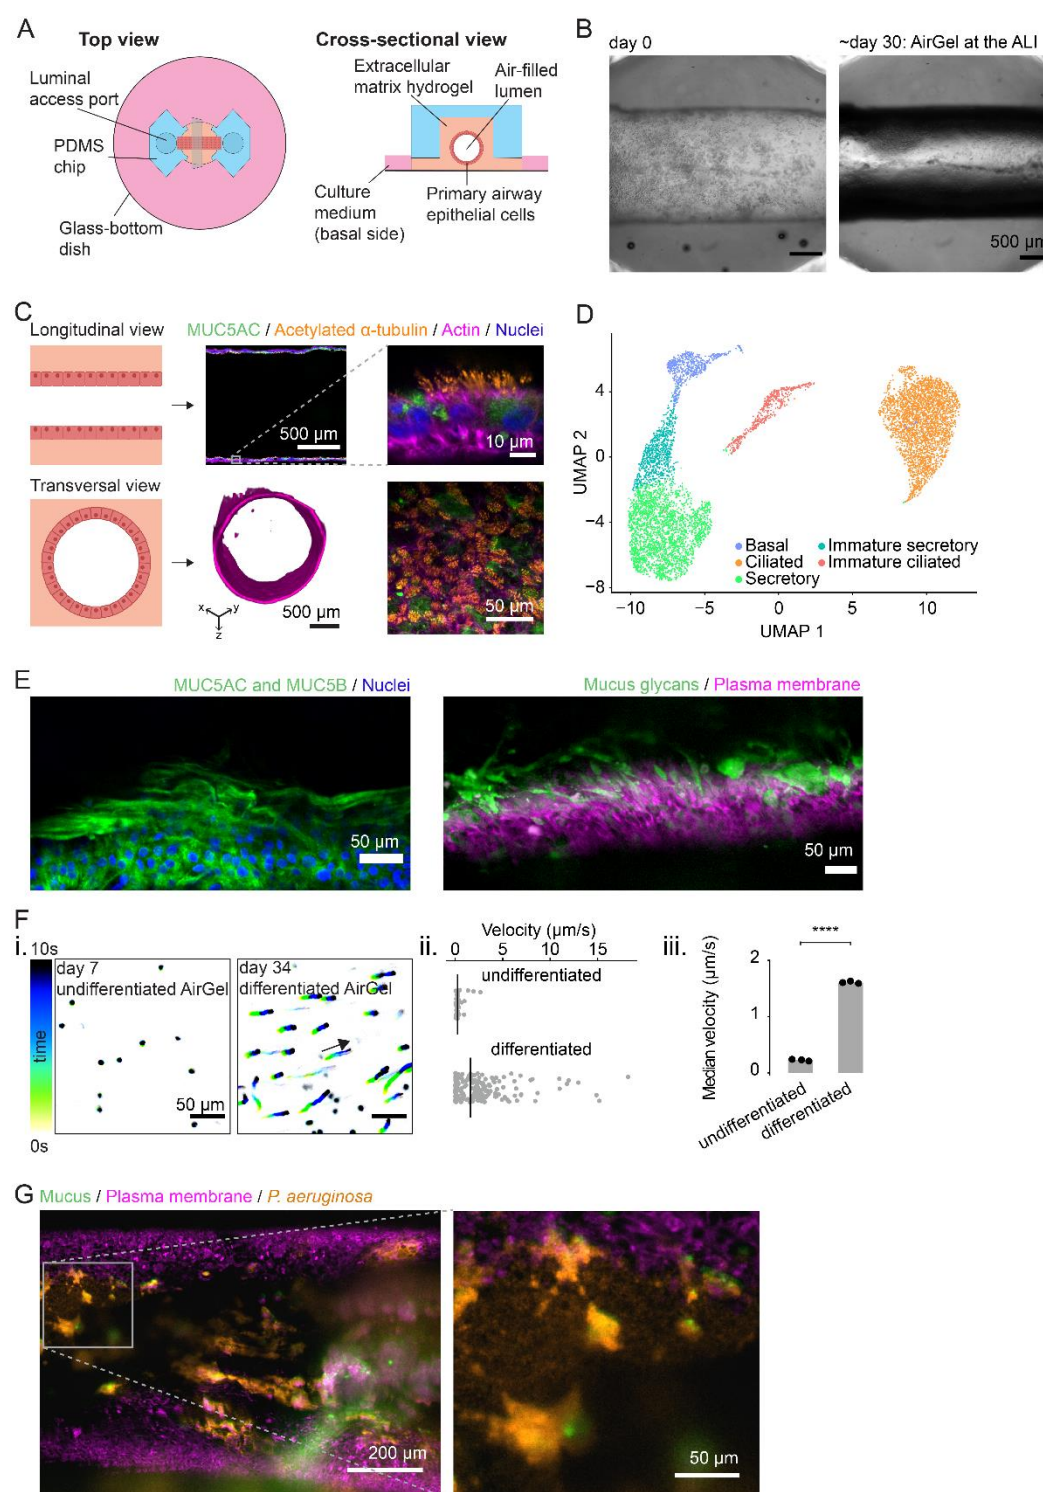 A
Top view
Cross-sectional view
Luminal
access port
PDMS
chip
Glass-bottom
dish
Extracellular
matrix hydrogel
Air-filled
lumen
Culture
medium
(basal side)
Primary airway
epithelial cells
B
day 0
~day 30: AirGel at the ALI
500 µm
C
MUC5AC / Acetylated α-tubulin / Actin / Nuclei
Longitudinal view
500 µm
10 µm
Transversal view
x
y
z
500 µm
50 µm
D
UMAP 2
4
0
−4
−8
−10
−5
0
5
10
UMAP 1
Basal
Ciliated
Secretory
Immature secretory
Immature ciliated
E
MUC5AC and MUC5B / Nuclei
50 µm
Mucus glycans / Plasma membrane
50 µm
F
i.
10s
time
0s
day 7
undifferentiated AirGel
50 µm
day 34
differentiated AirGel
ii.
Velocity (µm/s)
0 5 10 15
undifferentiated
differentiated
iii.
****
Median velocity (µm/s)
2
1
0
undifferentiated
differentiated
G
Mucus / Plasma membrane / P. aeruginosa
200 µm
50 µm